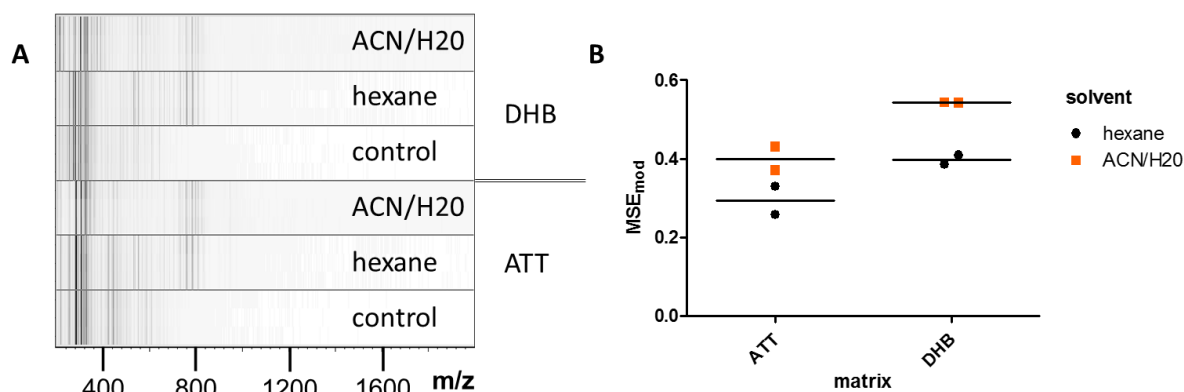 A
ACN/H20
hexane
control
DHB
ACN/H20
hexane
control
ATT
400 800 1200 1600 m/z
B
MSEmod
0.6
0.4
0.2
0.0
ATT
DHB
matrix
solvent
hexane
ACN/H20